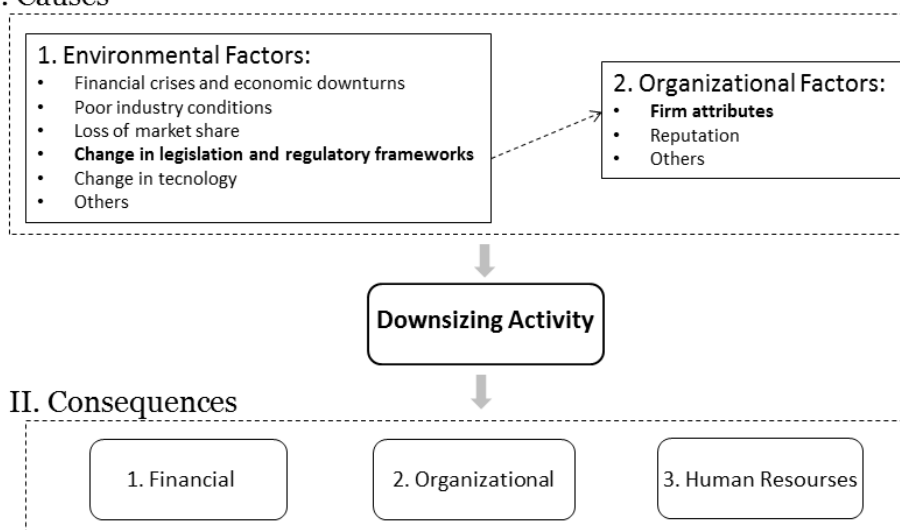 . Causes
1. Environmental Factors:
• Financial crises and economic downturns
• Poor industry conditions
• Loss of market share
• Change in legislation and regulatory frameworks
• Change in tecnology
• Others
2. Organizational Factors:
• Firm attributes
• Reputation
• Others
Downsizing Activity
II. Consequences
1. Financial
2. Organizational
3. Human Resourses